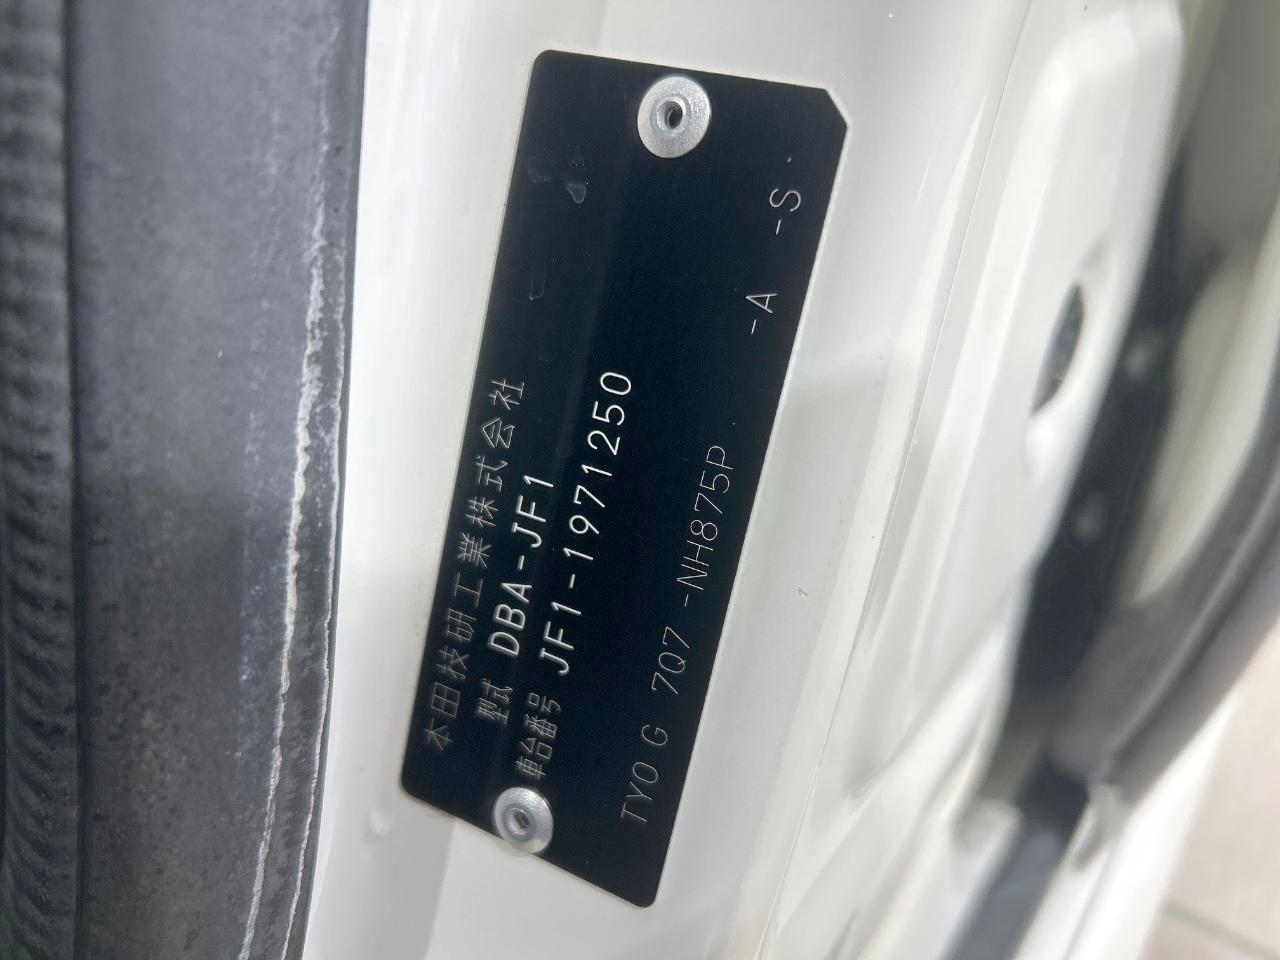 本田技研工業株式会社
型式 DBA-JF1
車台番号 JF1-1971250
TYO G 7Q7 -NH875P -A -S